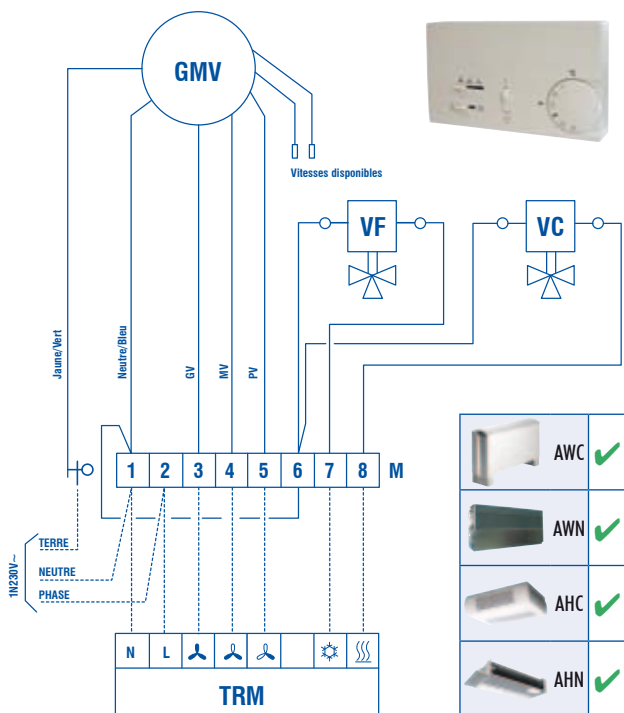 GMV
Vitesses disponibles
VF
VC
Jaune/Vert
Neutre/Bleu
GV
MV
PV
1 2 3 4 5 6 7 8 M
AWC
AWN
AHC
AHN
1N230V~
TERRE
NEUTRE
PHASE
N L
TRM